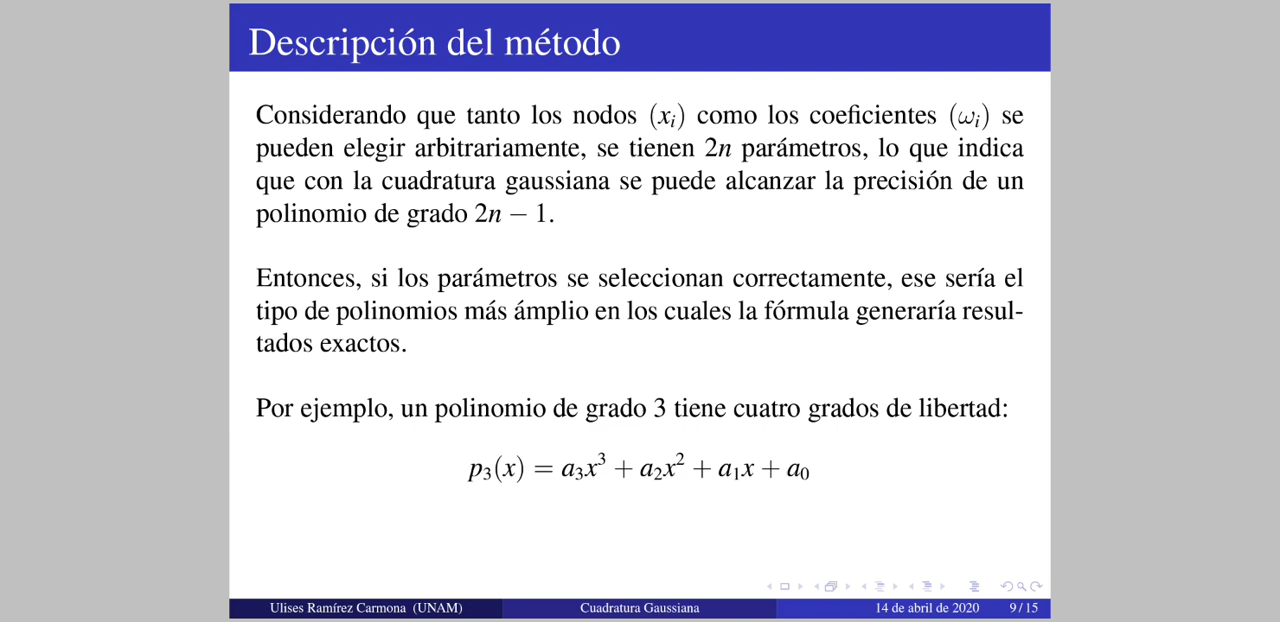 Descripción del método
Considerando que tanto los nodos (xᵢ) como los coeficientes (ωᵢ) se
pueden elegir arbitrariamente, se tienen 2n parámetros, lo que indica
que con la cuadratura gaussiana se puede alcanzar la precisión de un
polinomio de grado 2n − 1.
Entonces, si los parámetros se seleccionan correctamente, ese sería el
tipo de polinomios más ámplio en los cuales la fórmula generaría resul-
tados exactos.
Por ejemplo, un polinomio de grado 3 tiene cuatro grados de libertad:
p₃(x) = a₃x³ + a₂x² + a₁x + a₀
Ulises Ramírez Carmona (UNAM) Cuadratura Gaussiana 14 de abril de 2020 9 / 15